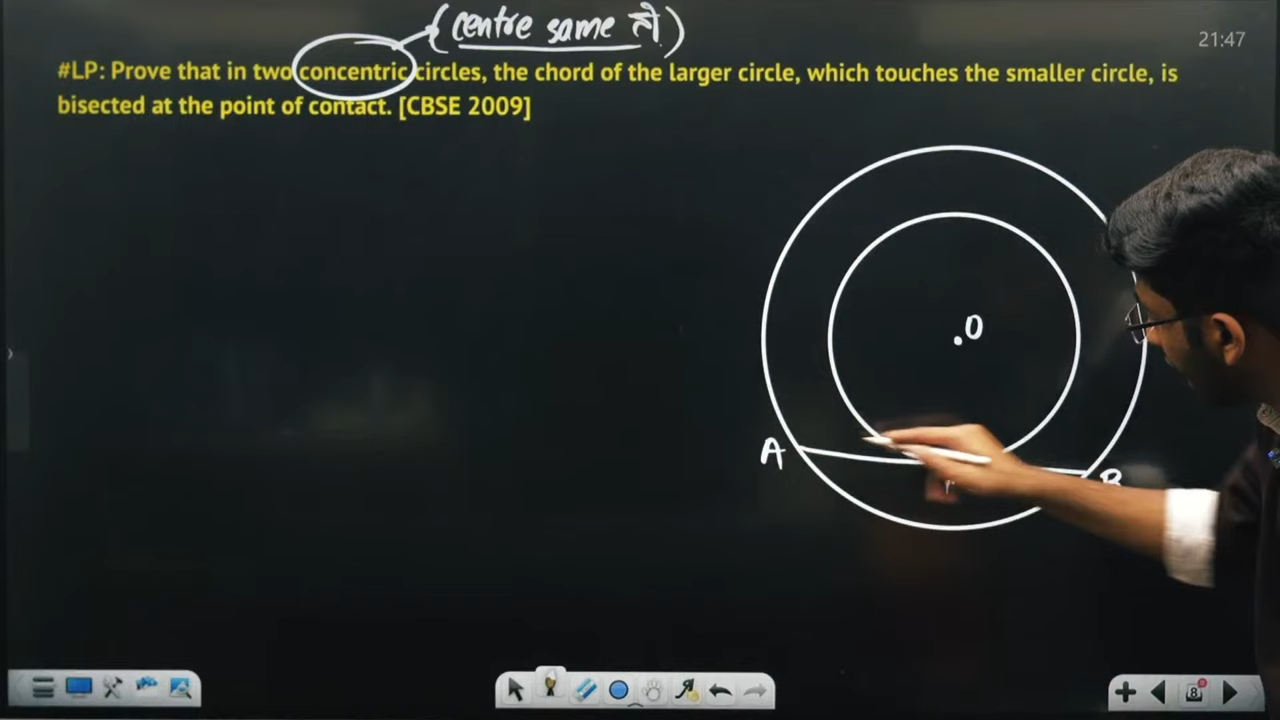 (centre same हो)
21:47
#LP: Prove that in two concentric circles, the chord of the larger circle, which touches the smaller circle, is
bisected at the point of contact. [CBSE 2009]
O
A
B
8